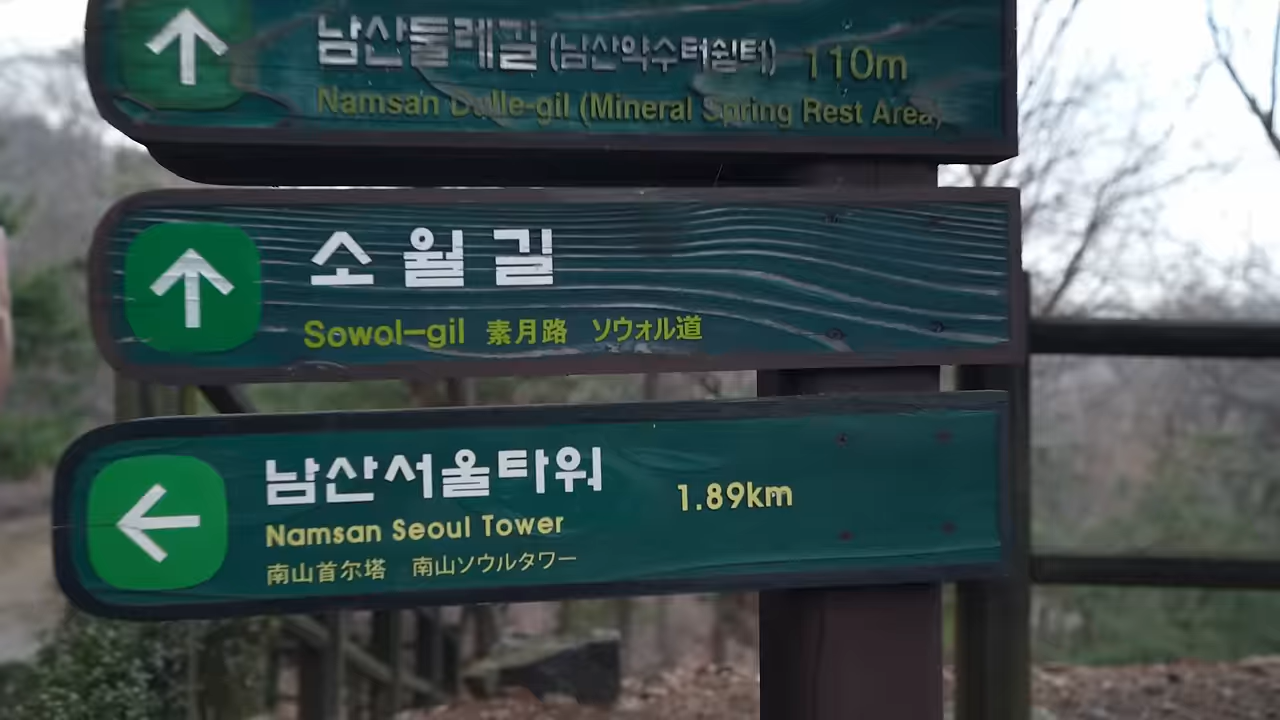 남산둘레길 (남산약수터쉼터) 110m
Namsan Dulle-gil (Mineral Spring Rest Area)
소월길
Sowol-gil 素月路 ソウォル道
남산서울타워 1.89km
Namsan Seoul Tower
南山首尔塔 南山ソウルタワー